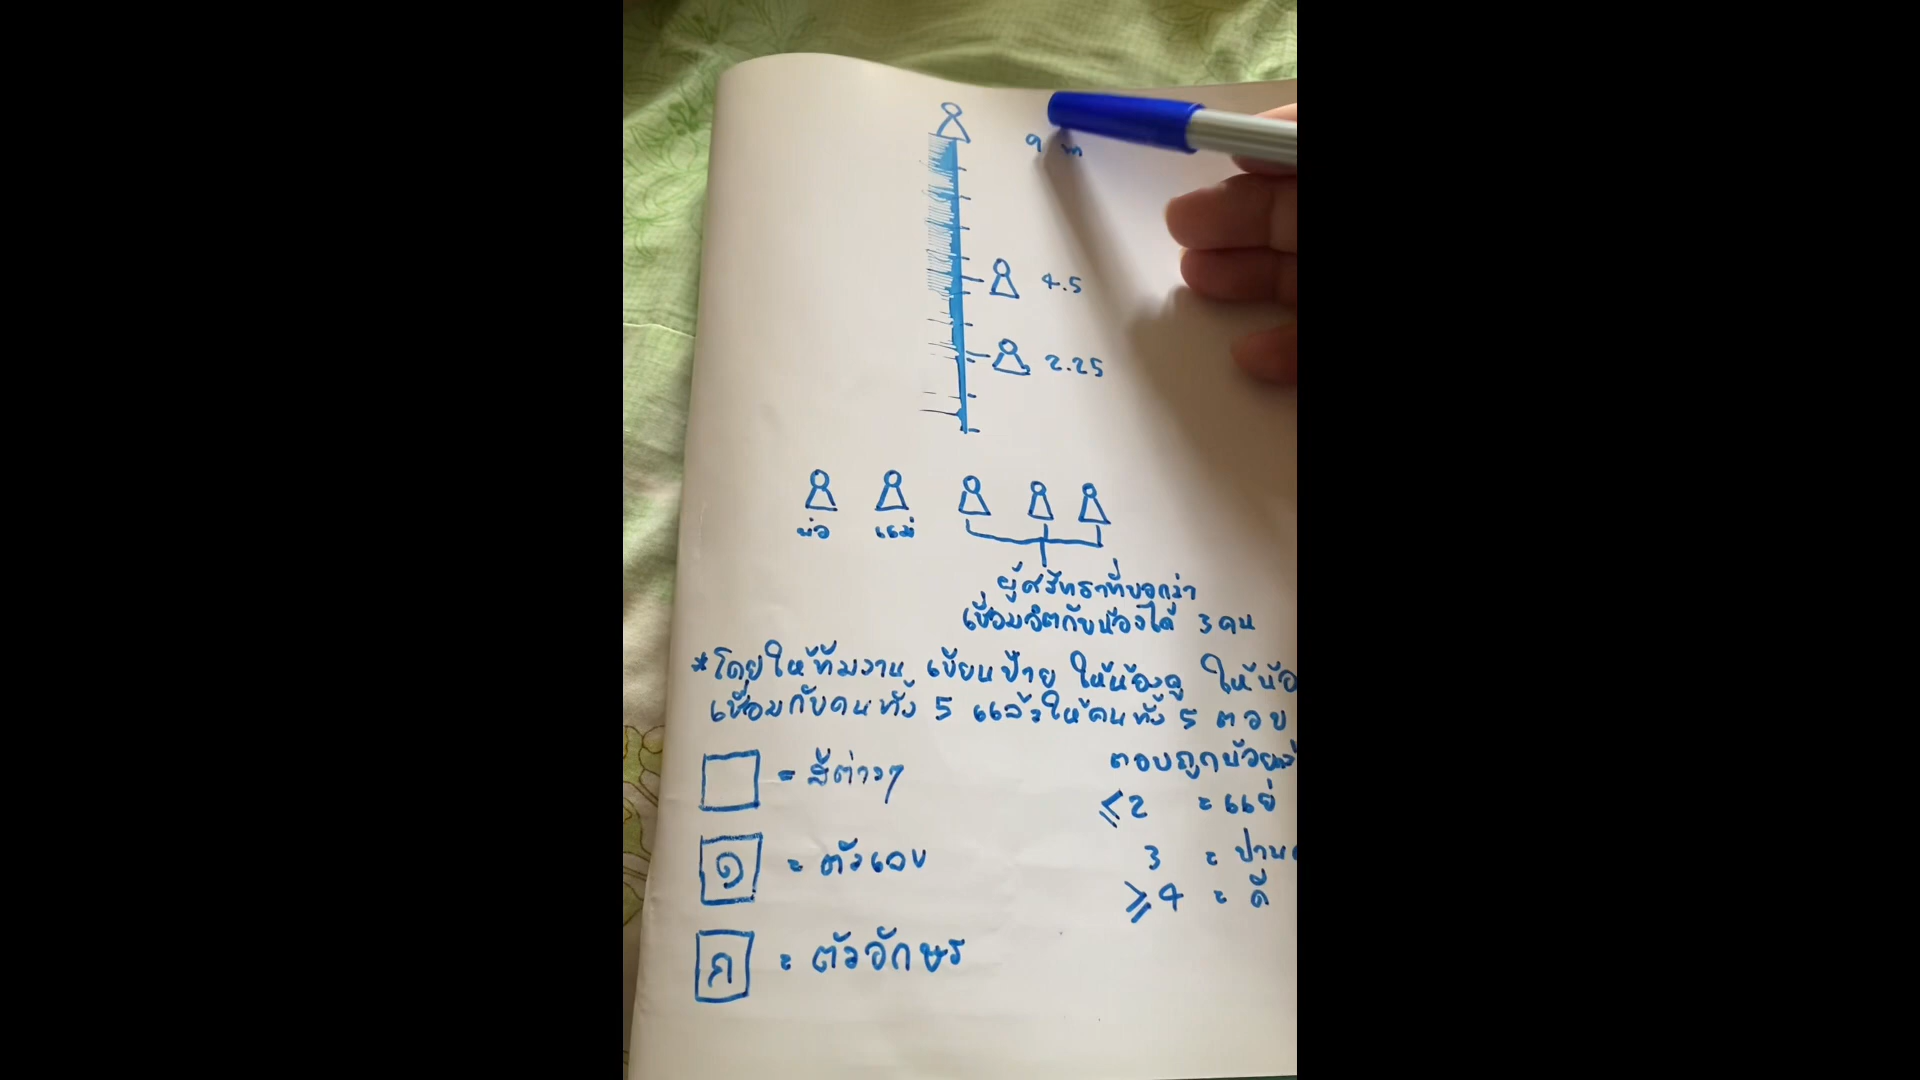 9 m
4.5
2.25
พ่อ แม่
ผู้ศรัทธาที่บอกว่า
เชื่อมจิตกับน้องได้ 3 คน
*โดยให้ทีมงาน เขียนป้าย ให้น้องดู ให้น้อ
เชื่อมกับคนทั้ง 5 แล้วให้คนทั้ง 5 ตอบ
= สีต่างๆ
ตอบถูกน้อย
≤2 = แย่
๑ = ตัวเลข
3 = ปาน
≥4 = ดี
ก = ตัวอักษร